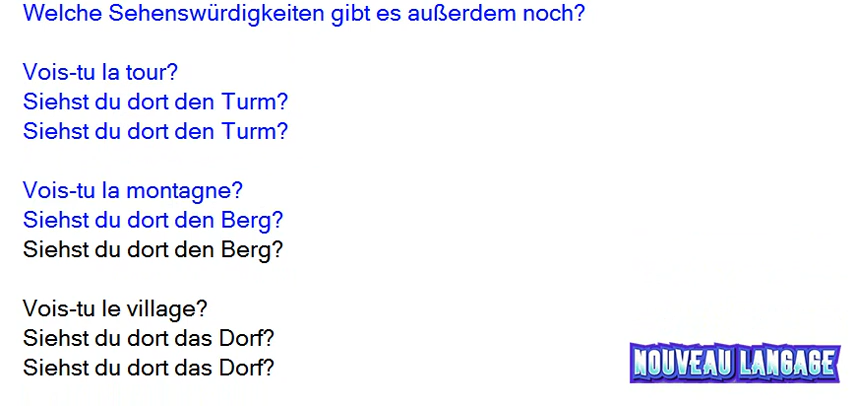 Welche Sehenswürdigkeiten gibt es außerdem noch?
Vois-tu la tour?
Siehst du dort den Turm?
Siehst du dort den Turm?
Vois-tu la montagne?
Siehst du dort den Berg?
Siehst du dort den Berg?
Vois-tu le village?
Siehst du dort das Dorf?
Siehst du dort das Dorf?
NOUVEAU LANGAGE